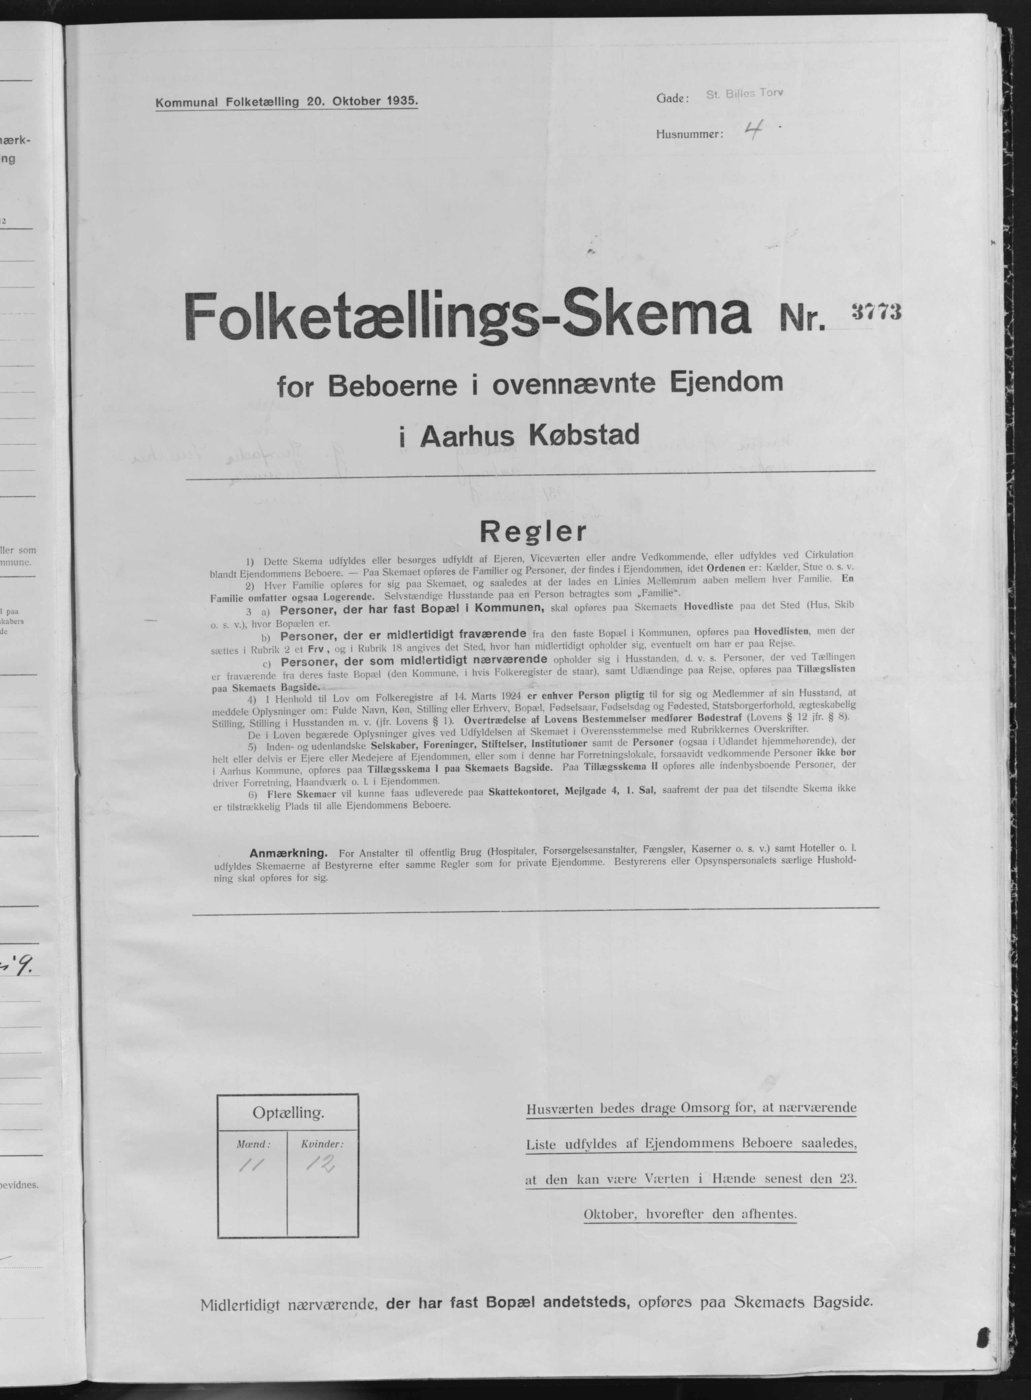 Kommunal Folketælling 20. Oktober 1935.
Gade: St. Billes Torv
Husnummer: 4
Folketællings-Skema Nr. 3773
for Beboerne i ovennævnte Ejendom
i Aarhus Købstad
Regler
1) Dette Skema udfyldes eller besørges udfyldt af Ejeren, Viceværten eller andre Vedkommende, eller udfyldes ved Cirkulation
blandt Ejendommens Beboere. — Paa Skemaet opføres de Familier og Personer, der findes i Ejendommen, idet Ordenen er: Kælder, Stue o. s. v.
2) Hver Familie opføres for sig paa Skemaet, og saaledes at der lades en Linies Mellemrum aaben mellem hver Familie. En
Familie omfatter ogsaa Logerende. Selvstændige Husstande paa en Person betragtes som „Familie".
3 a) Personer, der har fast Bopæl i Kommunen, skal opføres paa Skemaets Hovedliste paa det Sted (Hus, Skib
o. s. v.), hvor Bopælen er.
b) Personer, der er midlertidigt fraværende fra den faste Bopæl i Kommunen, opføres paa Hovedlisten, men der
sættes i Rubrik 2 et Frv, og i Rubrik 18 angives det Sted, hvor han midlertidigt opholder sig, eventuelt om han er paa Rejse.
c) Personer, der som midlertidigt nærværende opholder sig i Husstanden, d. v. s. Personer, der ved Tællingen
er fraværende fra deres faste Bopæl (den Kommune, i hvis Folkeregister de staar), samt Udlændinge paa Rejse, opføres paa Tillægslisten
paa Skemaets Bagside.
4) I Henhold til Lov om Folkeregistre af 14. Marts 1924 er enhver Person pligtig til for sig og Medlemmer af sin Husstand, at
meddele Oplysninger om: Fulde Navn, Køn, Stilling eller Erhverv, Bopæl, Fødselsaar, Fødselsdag og Fødested, Statsborgerforhold, ægteskabelig
Stilling, Stilling i Husstanden m. v. (jfr. Lovens § 1). Overtrædelse af Lovens Bestemmelser medfører Bødestraf (Lovens § 12 jfr. § 8).
De i Loven begærede Oplysninger gives ved Udfyldelsen af Skemaet i Overensstemmelse med Rubrikkernes Overskrifter.
5) Inden- og udenlandske Selskaber, Foreninger, Stiftelser, Institutioner samt de Personer (ogsaa i Udlandet hjemmehørende), der
helt eller delvis er Ejere eller Medejere af Ejendommen, eller som i denne har Forretningslokale, forsaavidt vedkommende Personer ikke bor
i Aarhus Kommune, opføres paa Tillægsskema I paa Skemaets Bagside. Paa Tillægsskema II opføres alle indenbysboende Personer, der
driver Forretning, Haandværk o. l. i Ejendommen.
6) Flere Skemaer vil kunne faas udleverede paa Skattekontoret, Mejlgade 4, 1. Sal, saafremt der paa det tilsendte Skema ikke
er tilstrækkelig Plads til alle Ejendommens Beboere.
Anmærkning. For Anstalter til offentlig Brug (Hospitaler, Forsørgelsesanstalter, Fængsler, Kaserner o. s. v.) samt Hoteller o. l.
udfyldes Skemaerne af Bestyrerne efter samme Regler som for private Ejendomme. Bestyrerens eller Opsynspersonalets særlige Hushold-
ning skal opføres for sig.
Optælling.
Mænd: Kvinder:
11 12
Husværten bedes drage Omsorg for, at nærværende
Liste udfyldes af Ejendommens Beboere saaledes,
at den kan være Værten i Hænde senest den 23.
Oktober, hvorefter den afhentes.
Midlertidigt nærværende, der har fast Bopæl andetsteds, opføres paa Skemaets Bagside.